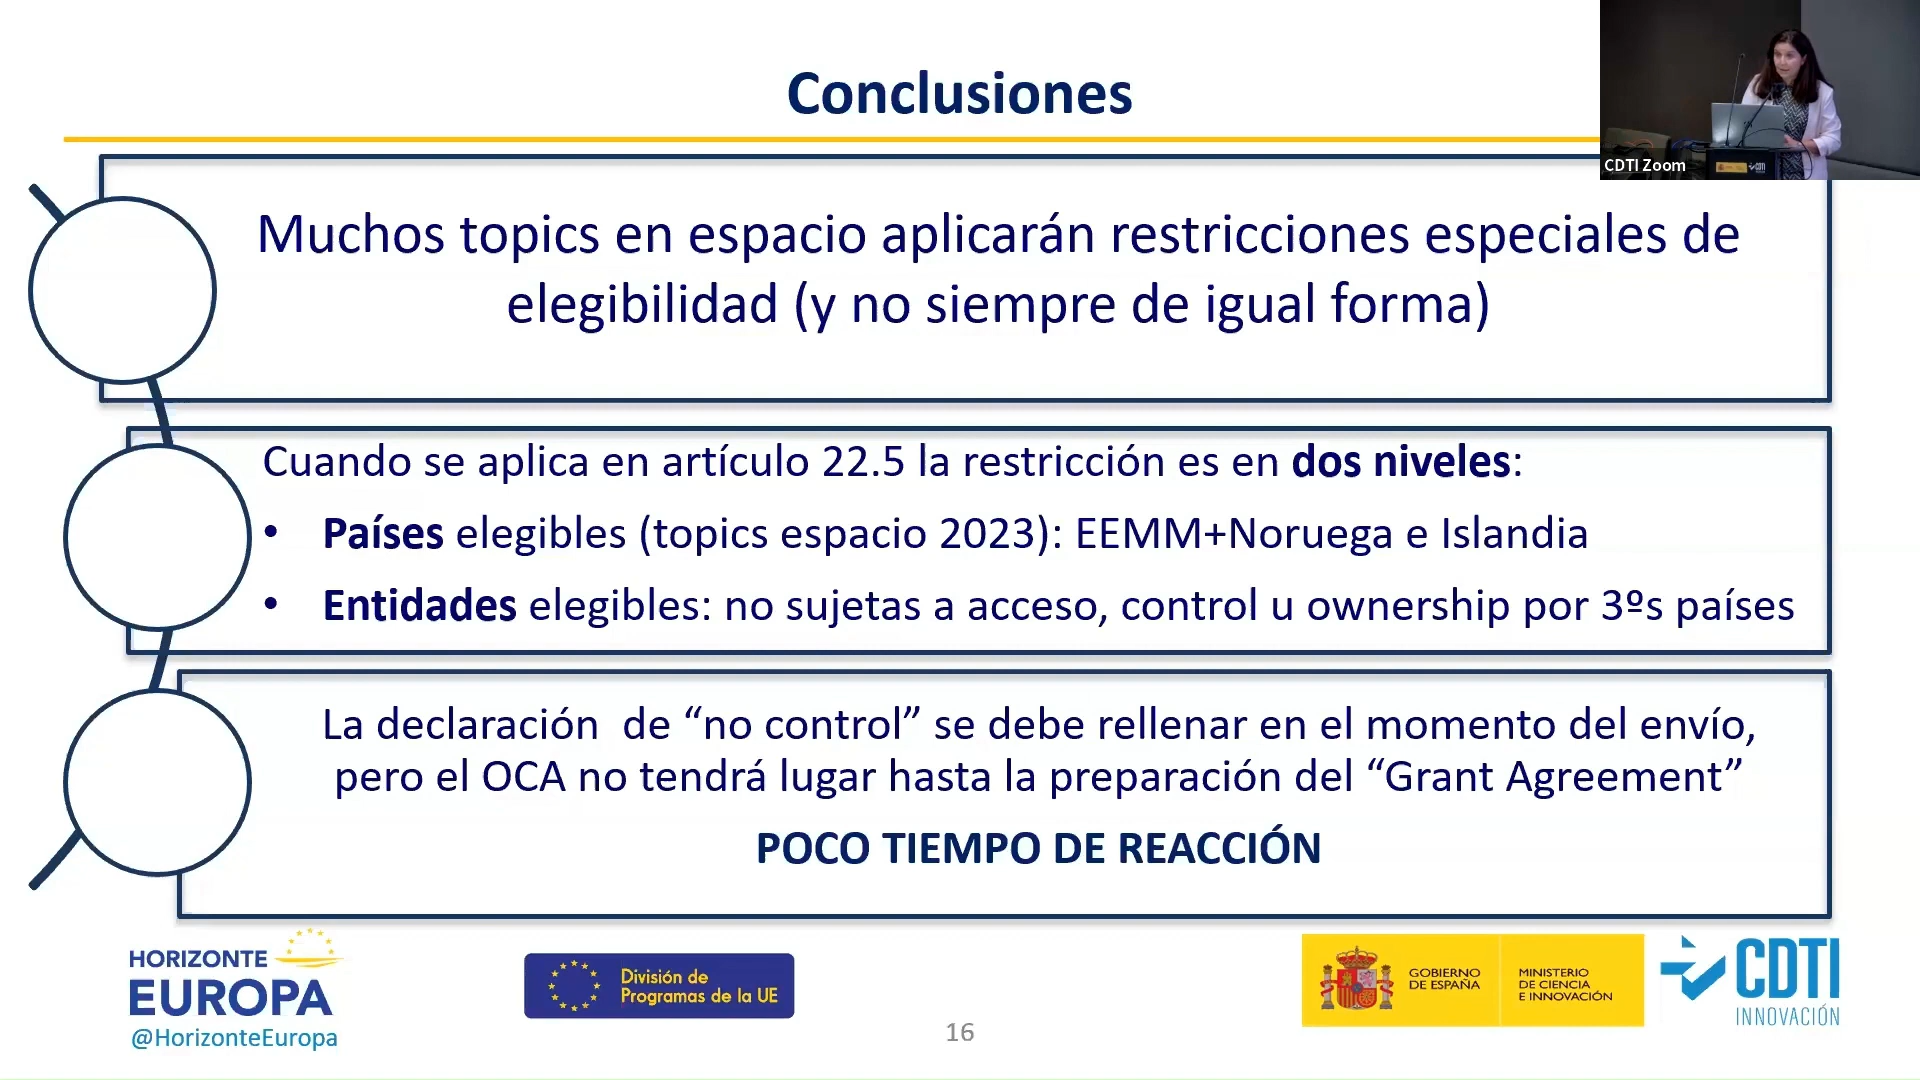 Conclusiones
CDTI Zoom
Muchos topics en espacio aplicarán restricciones especiales de
elegibilidad (y no siempre de igual forma)
Cuando se aplica en artículo 22.5 la restricción es en dos niveles:
• Países elegibles (topics espacio 2023): EEMM+Noruega e Islandia
• Entidades elegibles: no sujetas a acceso, control u ownership por 3ºs países
La declaración  de “no control” se debe rellenar en el momento del envío,
pero el OCA no tendrá lugar hasta la preparación del “Grant Agreement”
POCO TIEMPO DE REACCIÓN
HORIZONTE
EUROPA
@HorizonteEuropa
División de
Programas de la UE
16
GOBIERNO
DE ESPAÑA
MINISTERIO
DE CIENCIA
E INNOVACIÓN
CDTI
INNOVACIÓN